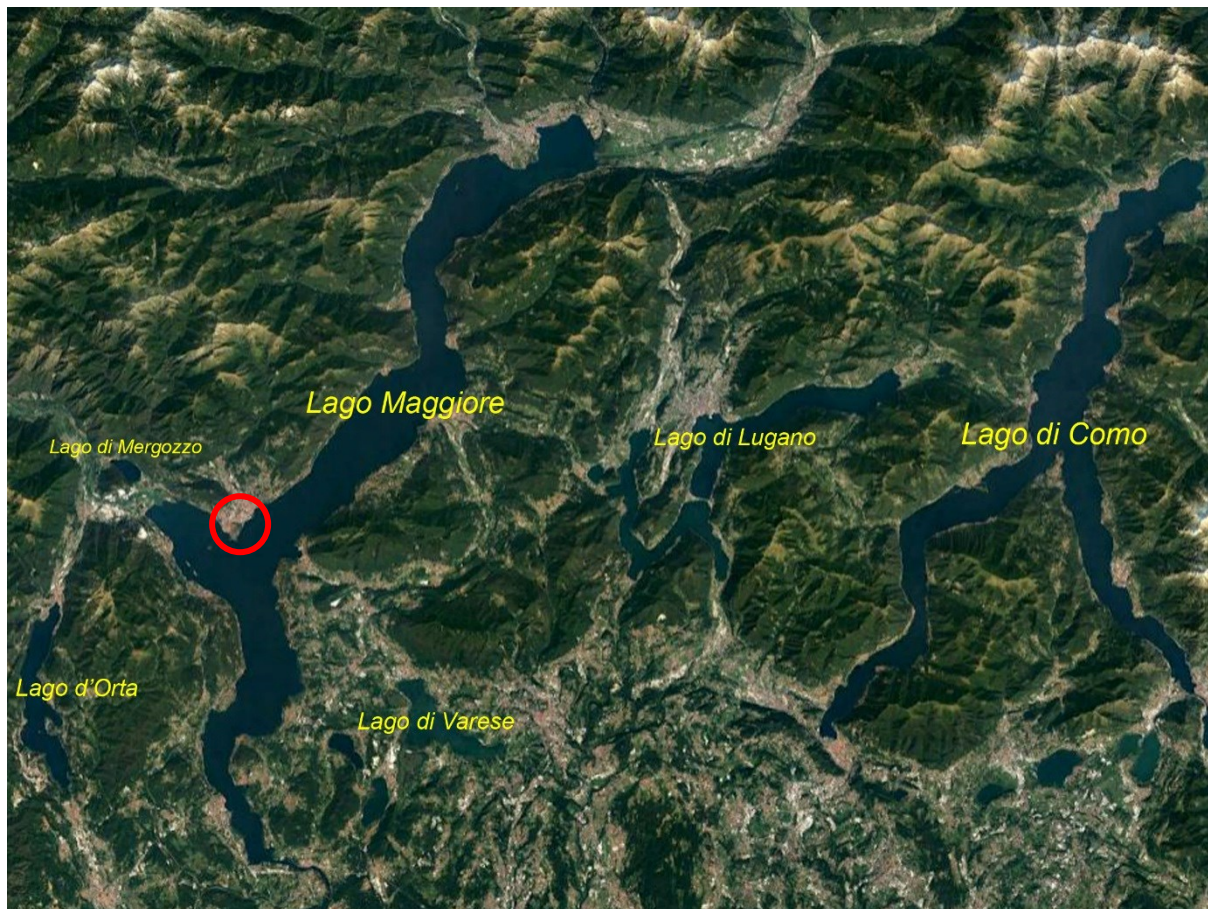 Lago Maggiore
Lago di Mergozzo
Lago di Lugano
Lago di Como
Lago d'Orta
Lago di Varese